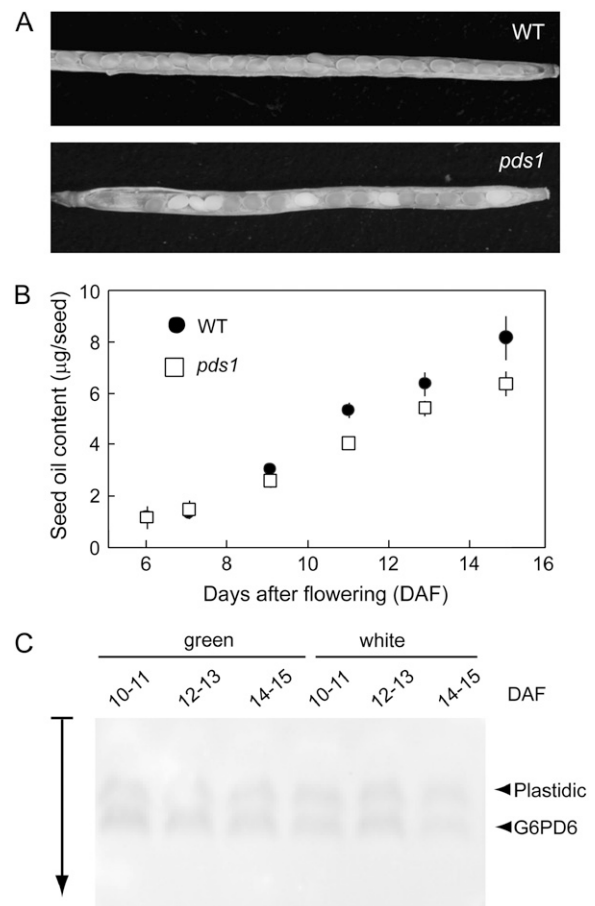 A
WT
pds1
B
10
8
6
4
2
0
Seed oil content (µg/seed)
WT
pds1
6 8 10 12 14 16
Days after flowering (DAF)
C
green white
10-11 12-13 14-15 10-11 12-13 14-15 DAF
Plastidic
G6PD6